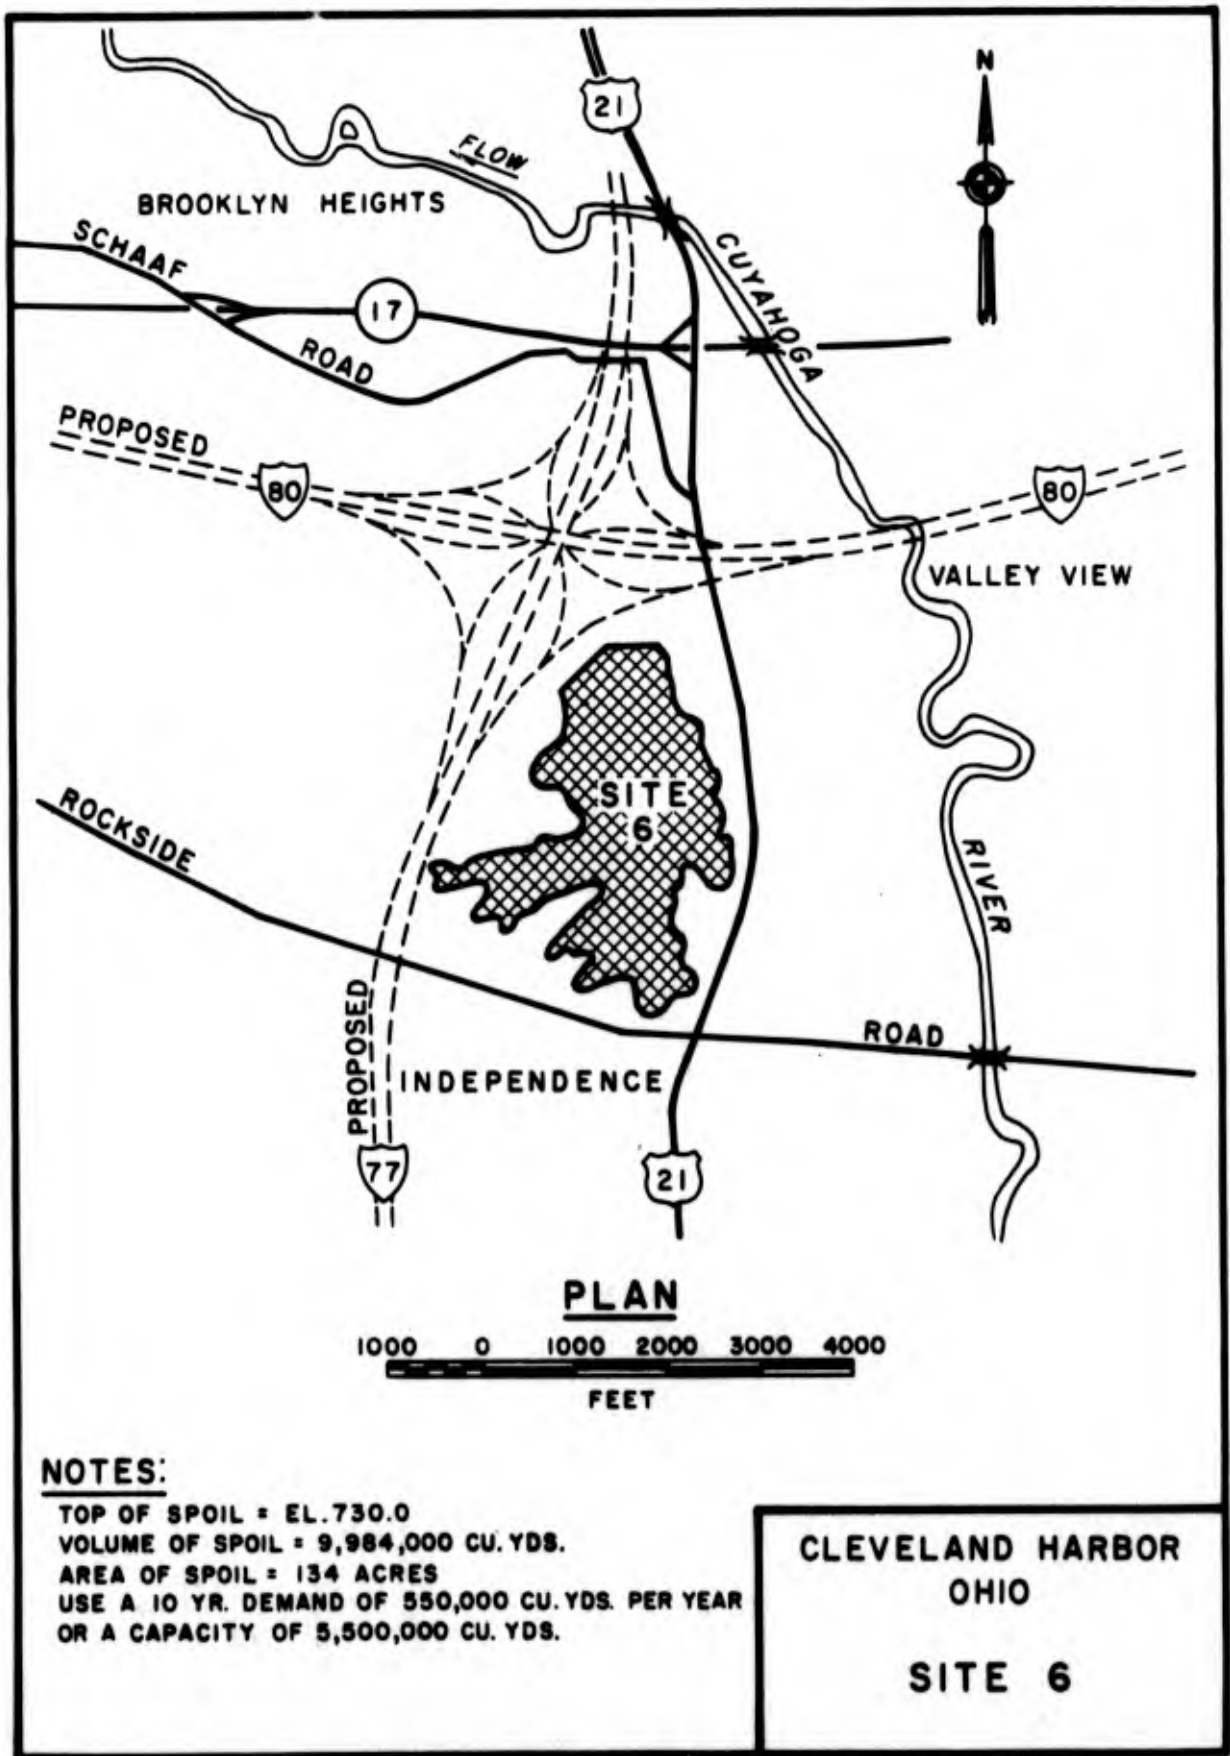 N
21
FLOW
BROOKLYN HEIGHTS
SCHAAF
ROAD
17
CUYAHOGA
PROPOSED
80
80
VALLEY VIEW
SITE
6
ROCKSIDE
RIVER
ROAD
PROPOSED
INDEPENDENCE
77
21
PLAN
1000 0 1000 2000 3000 4000
FEET
NOTES:
TOP OF SPOIL = EL.730.0
VOLUME OF SPOIL = 9,984,000 CU. YDS.
AREA OF SPOIL = 134 ACRES
USE A 10 YR. DEMAND OF 550,000 CU. YDS. PER YEAR
OR A CAPACITY OF 5,500,000 CU. YDS.
CLEVELAND HARBOR
OHIO
SITE 6